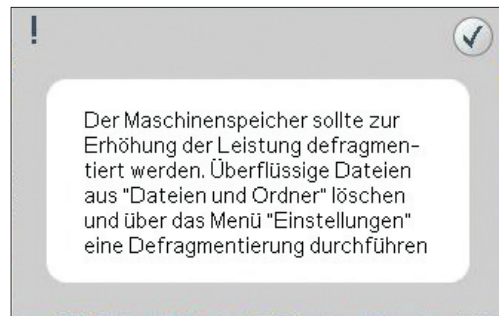 !
Der Maschinenspeicher sollte zur
Erhöhung der Leistung defragmen-
tiert werden. Überflüssige Dateien
aus "Dateien und Ordner" löschen
und über das Menü "Einstellungen"
eine Defragmentierung durchführen